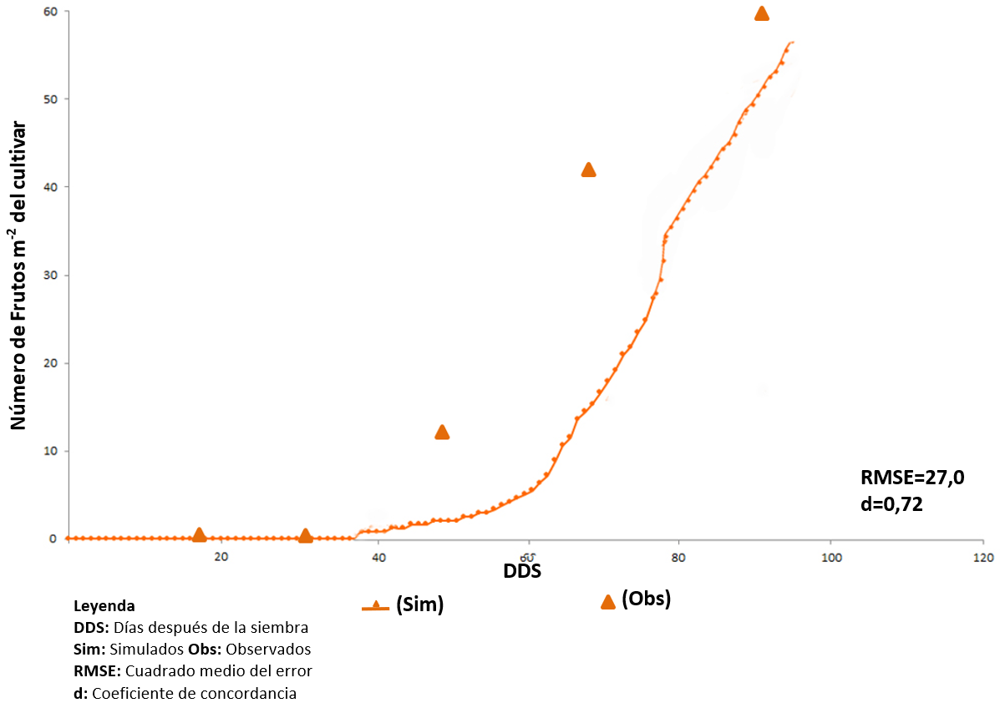 60
50
40
30
20
10
0
Número de Frutos m-2 del cultivar
20 40 60 80 100 120
DDS
RMSE=27,0
d=0,72
(Sim) (Obs)
Leyenda
DDS: Días después de la siembra
Sim: Simulados Obs: Observados
RMSE: Cuadrado medio del error
d: Coeficiente de concordancia